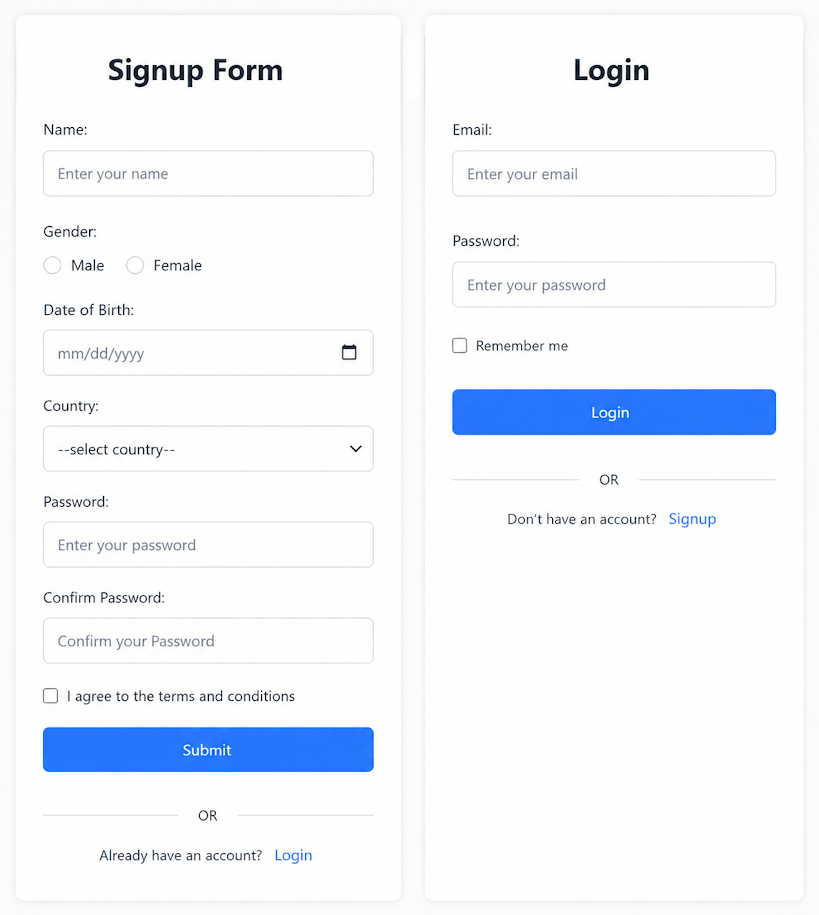 Signup Form
Name:
Enter your name
Gender:
Male Female
Date of Birth:
mm/dd/yyyy
Country:
--select country--
Password:
Enter your password
Confirm Password:
Confirm your Password
I agree to the terms and conditions
Submit
OR
Already have an account? Login
Login
Email:
Enter your email
Password:
Enter your password
Remember me
Login
OR
Don't have an account? Signup